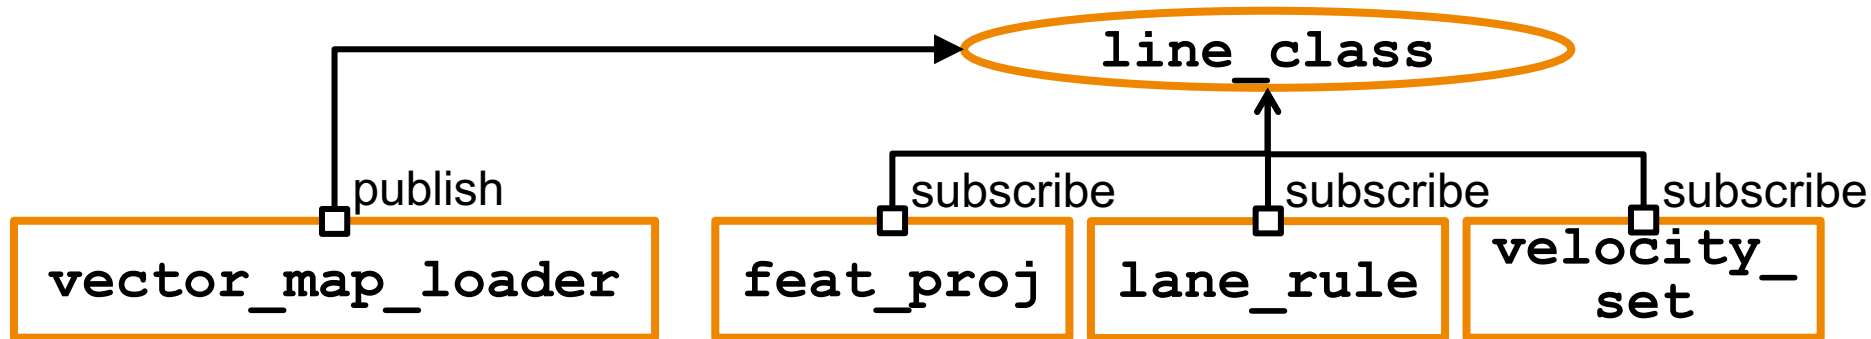 line_class
publish
subscribe
subscribe
subscribe
vector_map_loader
feat_proj
lane_rule
velocity_
set